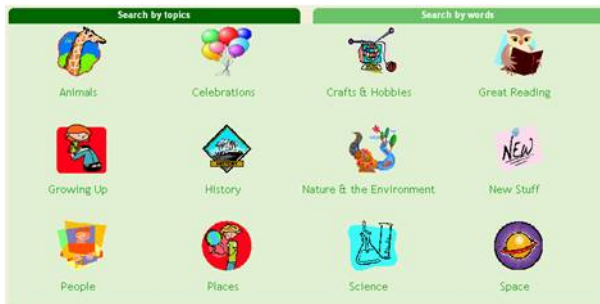 Search by topics
Search by words
Animals
Celebrations
Crafts & Hobbies
Great Reading
Growing Up
History
Nature & the Environment
NEW
New Stuff
People
Places
Science
Space